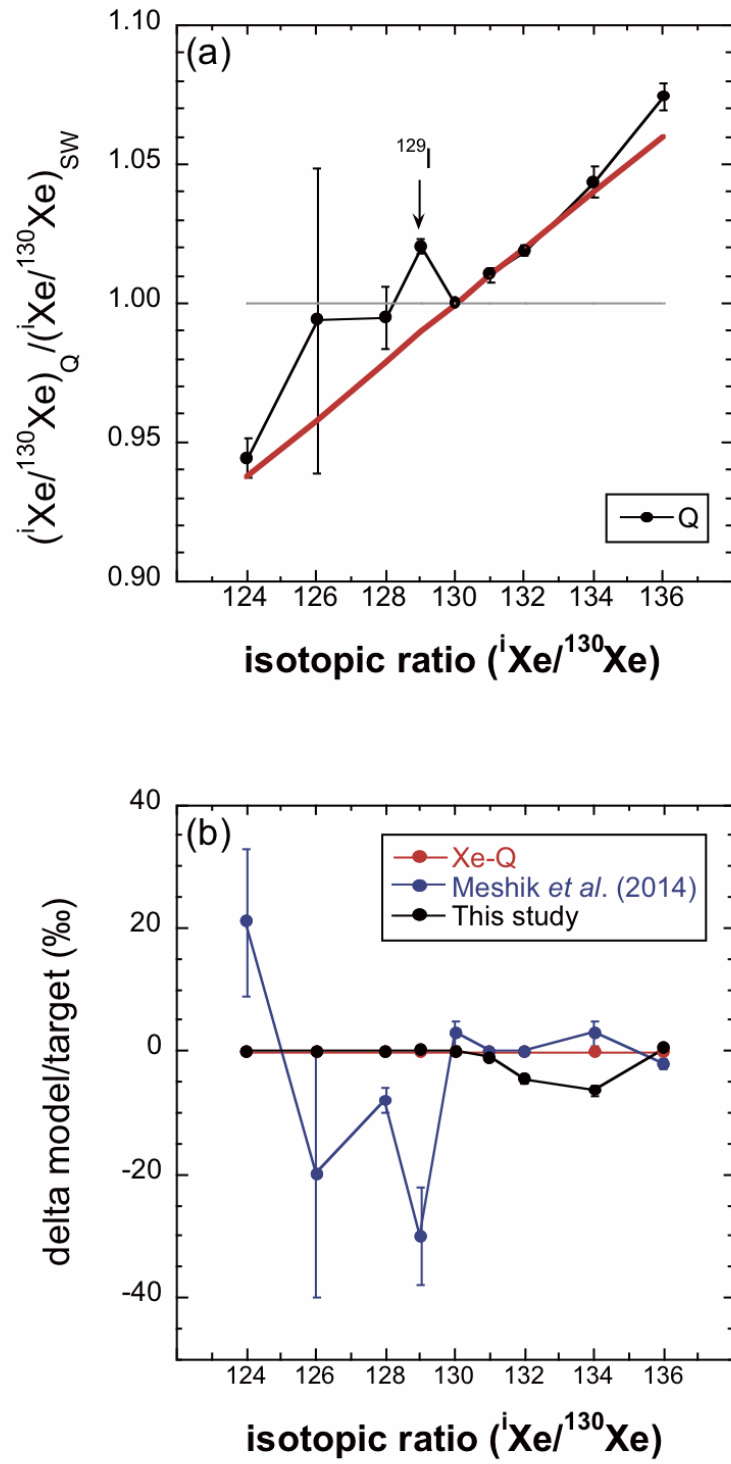 (a)
1.10
1.05
1.00
0.95
0.90
(ⁱXe/¹³⁰Xe)Q/(ⁱXe/¹³⁰Xe)SW
¹²⁹I
Q
124 126 128 130 132 134 136
isotopic ratio (ⁱXe/¹³⁰Xe)
(b)
40
20
0
-20
-40
delta model/target (‰)
Xe-Q
Meshik et al. (2014)
This study
124 126 128 130 132 134 136
isotopic ratio (ⁱXe/¹³⁰Xe)